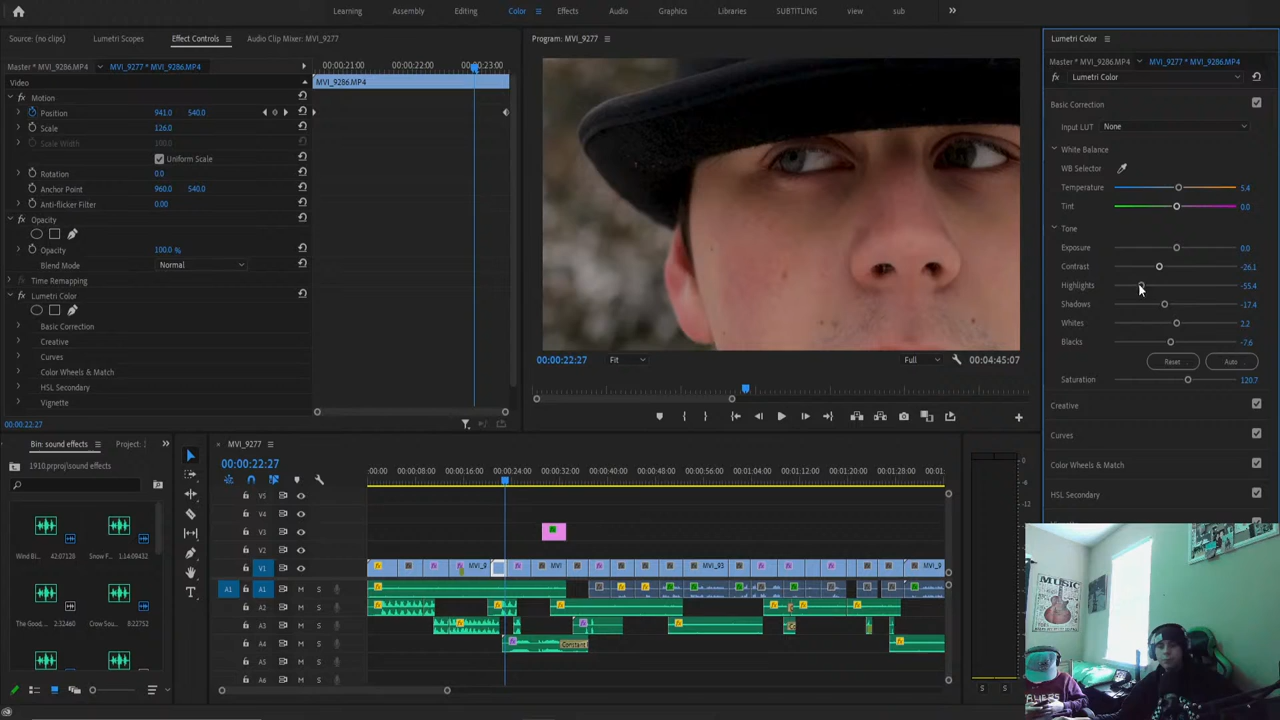 Learning Assembly Editing Color Effects Audio Graphics Libraries SUBTITLING view sub
Source: (no clips) Lumetri Scopes Effect Controls Audio Clip Mixer: MVI_9277
Master * MVI_9286.MP4 MVI_9277 * MVI_9286.MP4
00:00:21:00 00:00:22:00 00:00:23:00
Video
MVI_9286.MP4
fx Motion
Position 941.0 540.0
Scale 126.0
Scale Width 100.0
Uniform Scale
Rotation 0.0
Anchor Point 960.0 540.0
Anti-flicker Filter 0.00
fx Opacity
Opacity 100.0 %
Blend Mode Normal
fx Time Remapping
fx Lumetri Color
Basic Correction
Creative
Curves
Color Wheels & Match
HSL Secondary
Vignette
00:00:22:27
Program: MVI_9277
00:00:22:27 Fit Full 00:04:45:07
Lumetri Color
Master * MVI_9286.MP4 MVI_9277 * MVI_9286.MP4
fx Lumetri Color
Basic Correction
Input LUT None
White Balance
WB Selector
Temperature 5.4
Tint 0.0
Tone
Exposure 0.0
Contrast -26.1
Highlights -55.4
Shadows -17.4
Whites 2.2
Blacks -7.6
Reset Auto
Saturation 120.7
Creative
Curves
Color Wheels & Match
HSL Secondary
Bin: sound effects Project:
1910.prproj\sound effects
Wind Bi... 42:07128 Snow F... 1:14:09432
The Good... 2:32460 Crow Sou... 8:22752
MVI_9277
00:00:22:27
:00:00 00:00:08:00 00:00:16:00 00:00:24:00 00:00:32:00 00:00:40:00 00:00:48:00 00:00:56:00 00:01:04:00 00:01:12:00 00:01:20:00 00:01:28:00 00:01:
V5
V4
V3
V2
V1 MVI_9 MVI MVI_93 MVI_9
A1 A1 M S
A2 M S
A3 M S
A4 M S Constant
A5 M S
A6 M S
0
-6
-12
S S
MUSIC